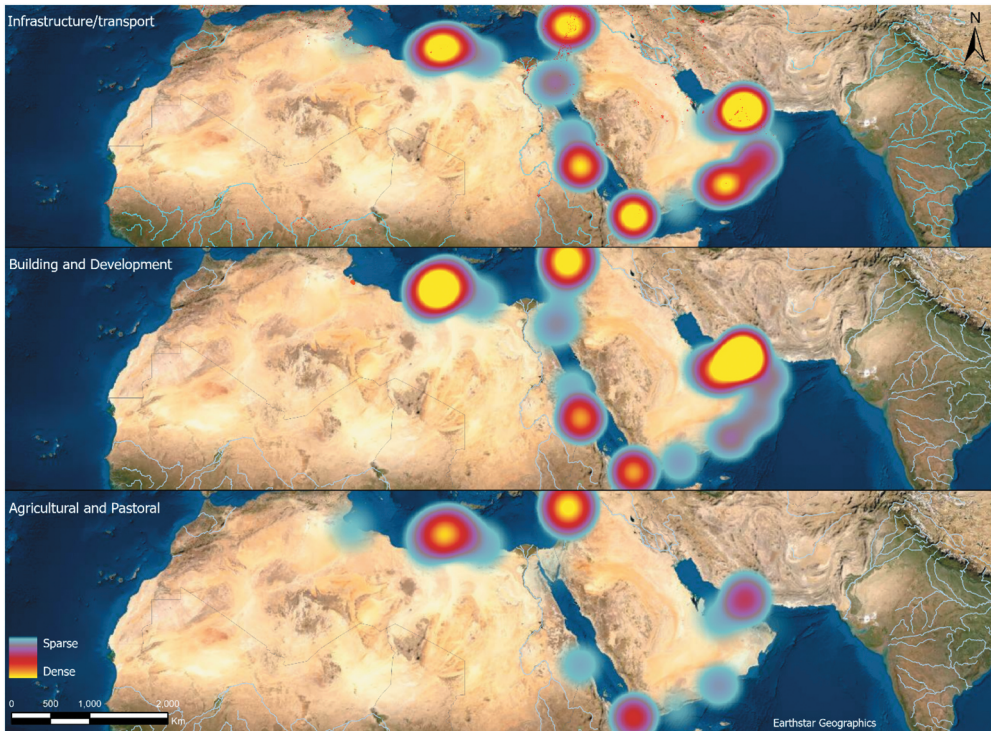 Infrastructure/transport
N
Building and Development
Agricultural and Pastoral
Sparse
Dense
0 500 1,000 2,000
Km
Earthstar Geographics